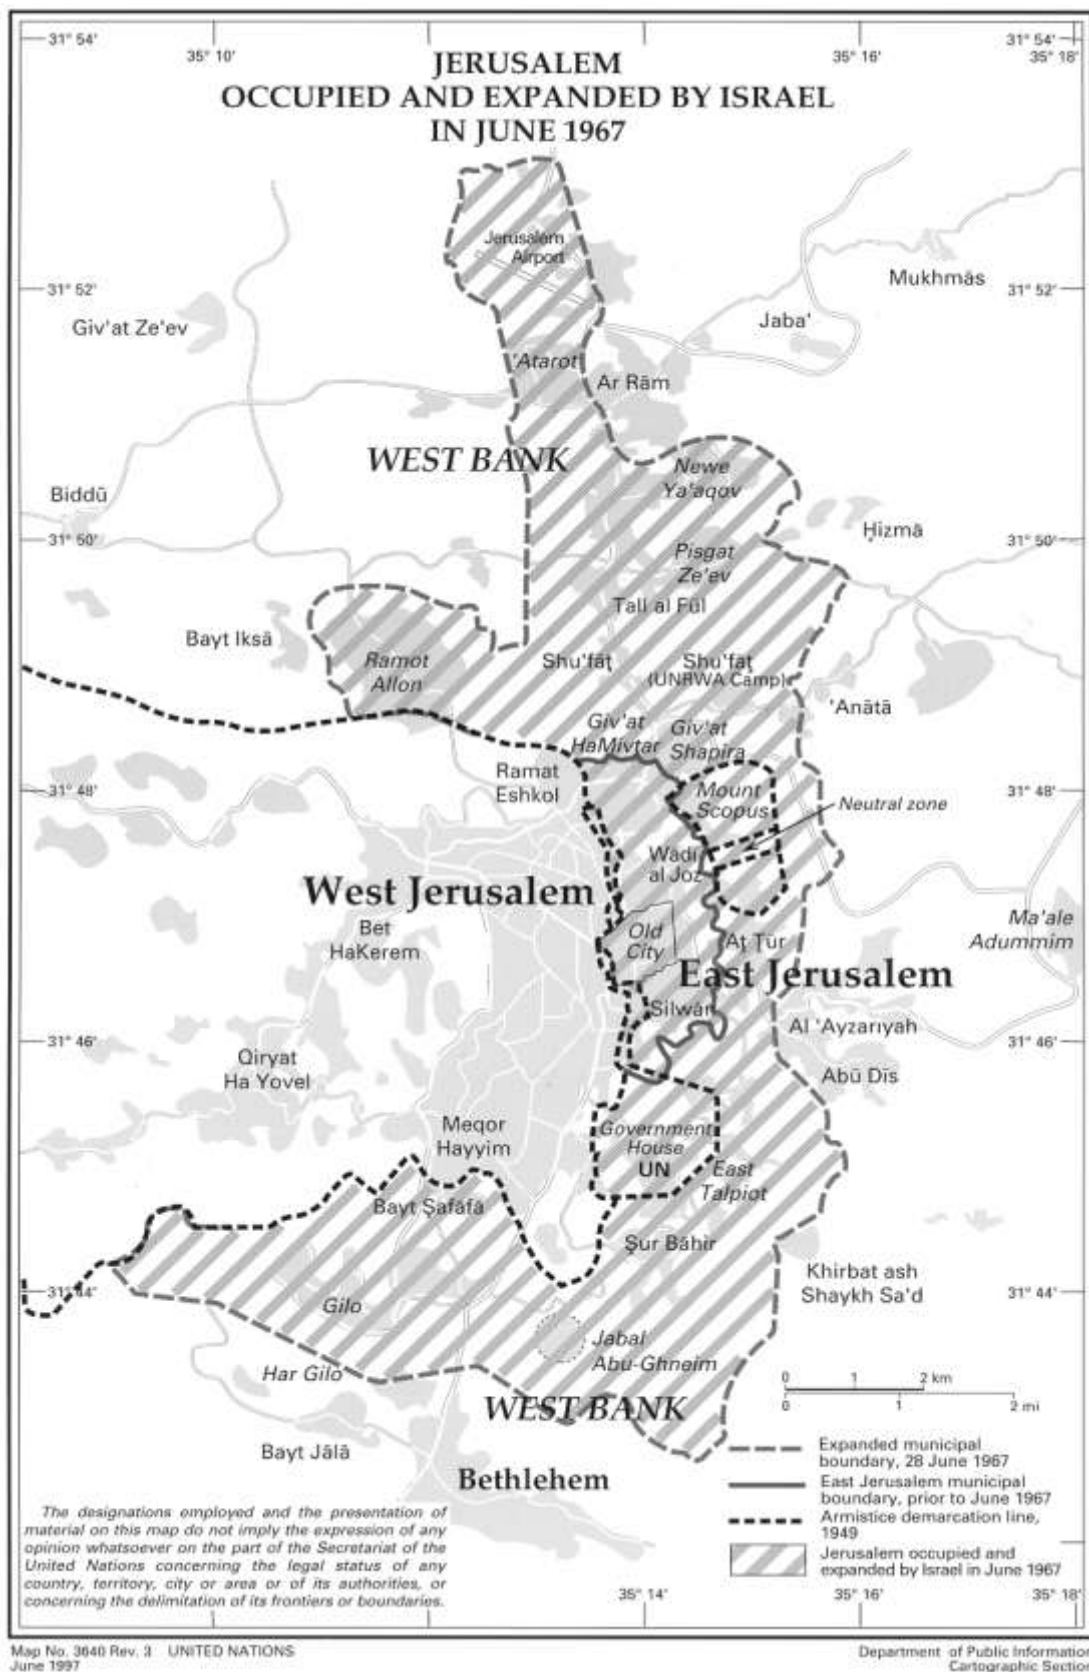 31° 54'
35° 10'
35° 16'
31° 54'
35° 18'
JERUSALEM
OCCUPIED AND EXPANDED BY ISRAEL
IN JUNE 1967
Jerusalem
Airport
Mukhmās
31° 52'
31° 52'
Giv'at Ze'ev
Jaba'
'Atarot
Ar Rām
WEST BANK
Newe
Ya'aqov
Biddū
Ḥizmā
31° 50'
31° 50'
Pisgat
Ze'ev
Tall al Fūl
Bayt Iksā
Ramot
Allon
Shu'fāţ
Shu'fāţ
(UNRWA Camp)
'Anātā
Giv'at
HaMivtar
Giv'at
Shapira
Ramat
Eshkol
31° 48'
31° 48'
Mount
Scopus
Neutral zone
Wadi
al Joz
West Jerusalem
Bet
HaKerem
Old
City
Aţ Ţūr
Ma'ale
Adummim
East Jerusalem
Silwān
Al 'Ayzarıyah
31° 46'
31° 46'
Qiryat
Ha Yovel
Abū Dīs
Meqor
Hayyim
Government
House
UN
East
Talpiot
Bayt Şafāfā
Şur Bāhir
Khirbat ash
Shaykh Sa'd
31° 44'
31° 44'
Gilo
Jabal
Abu-Ghneim
Har Gilo
WEST BANK
0 1 2 km
0 1 2 mi
Bayt Jālā
Bethlehem
Expanded municipal
boundary, 28 June 1967
East Jerusalem municipal
boundary, prior to June 1967
Armistice demarcation line,
1949
Jerusalem occupied and
expanded by Israel in June 1967
The designations employed and the presentation of
material on this map do not imply the expression of any
opinion whatsoever on the part of the Secretariat of the
United Nations concerning the legal status of any
country, territory, city or area or of its authorities, or
concerning the delimitation of its frontiers or boundaries.
35° 14'
35° 16'
35° 18'
Map No. 3640 Rev. 3 UNITED NATIONS
June 1997
Department of Public Information
Cartographic Section